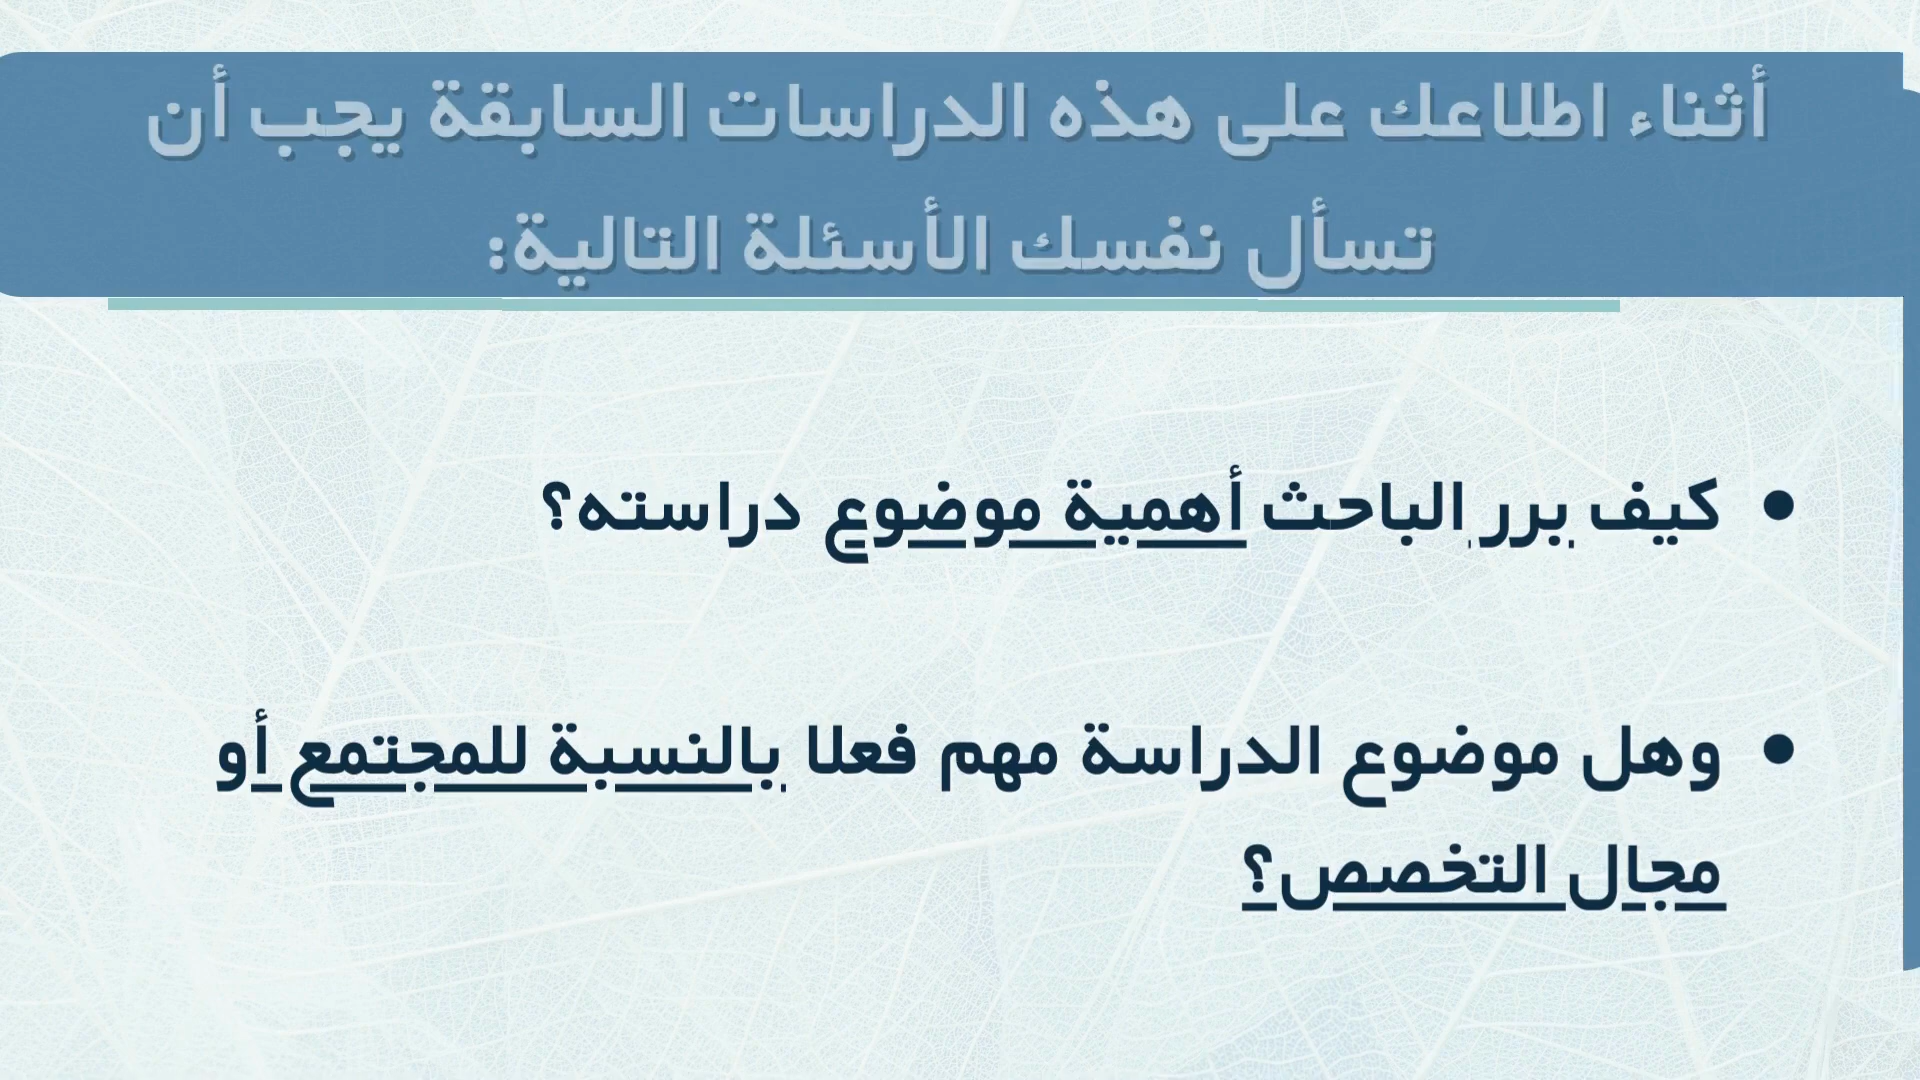 أثناء اطلاعك على هذه الدراسات السابقة يجب أن
تسأل نفسك الأسئلة التالية:
• كيف برر الباحث أهمية موضوع دراسته؟
• وهل موضوع الدراسة مهم فعلا بالنسبة للمجتمع أو
مجال التخصص؟